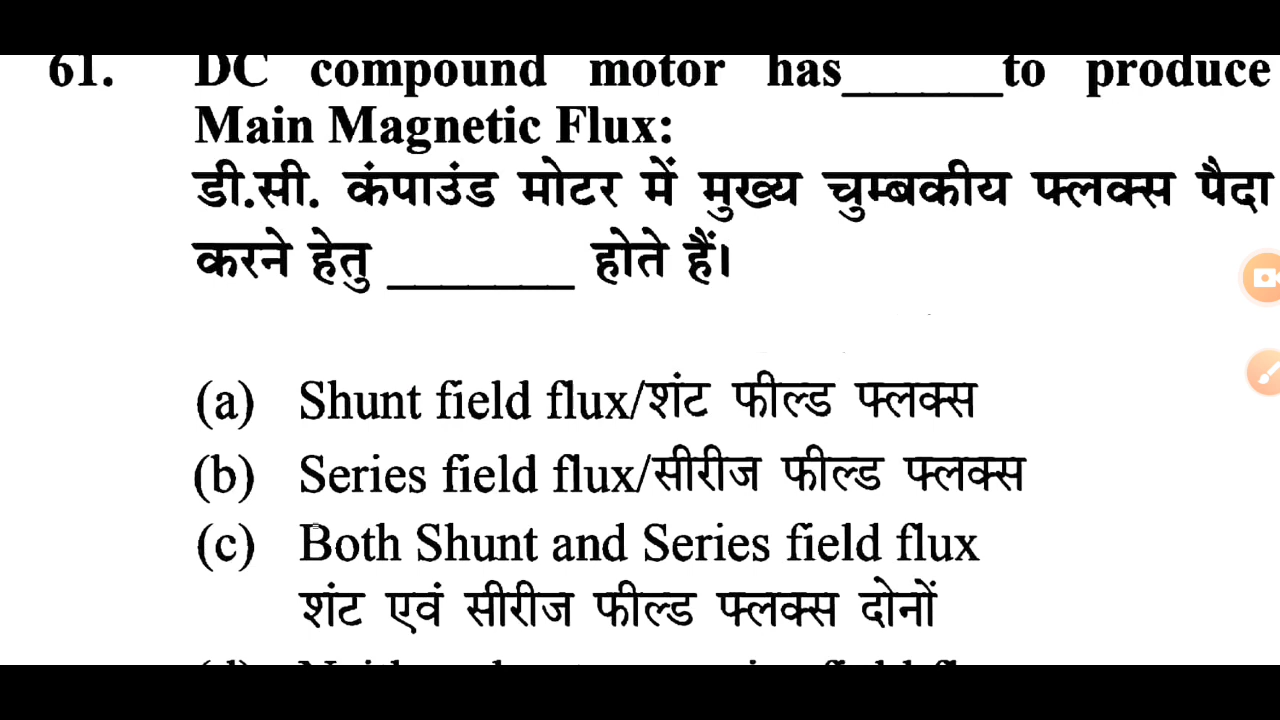 61. DC compound motor has______to produce
Main Magnetic Flux:
डी.सी. कंपाउंड मोटर में मुख्य चुम्बकीय फ्लक्स पैदा
करने हेतु _______ होते हैं।
(a) Shunt field flux/शंट फील्ड फ्लक्स
(b) Series field flux/सीरीज फील्ड फ्लक्स
(c) Both Shunt and Series field flux
शंट एवं सीरीज फील्ड फ्लक्स दोनों